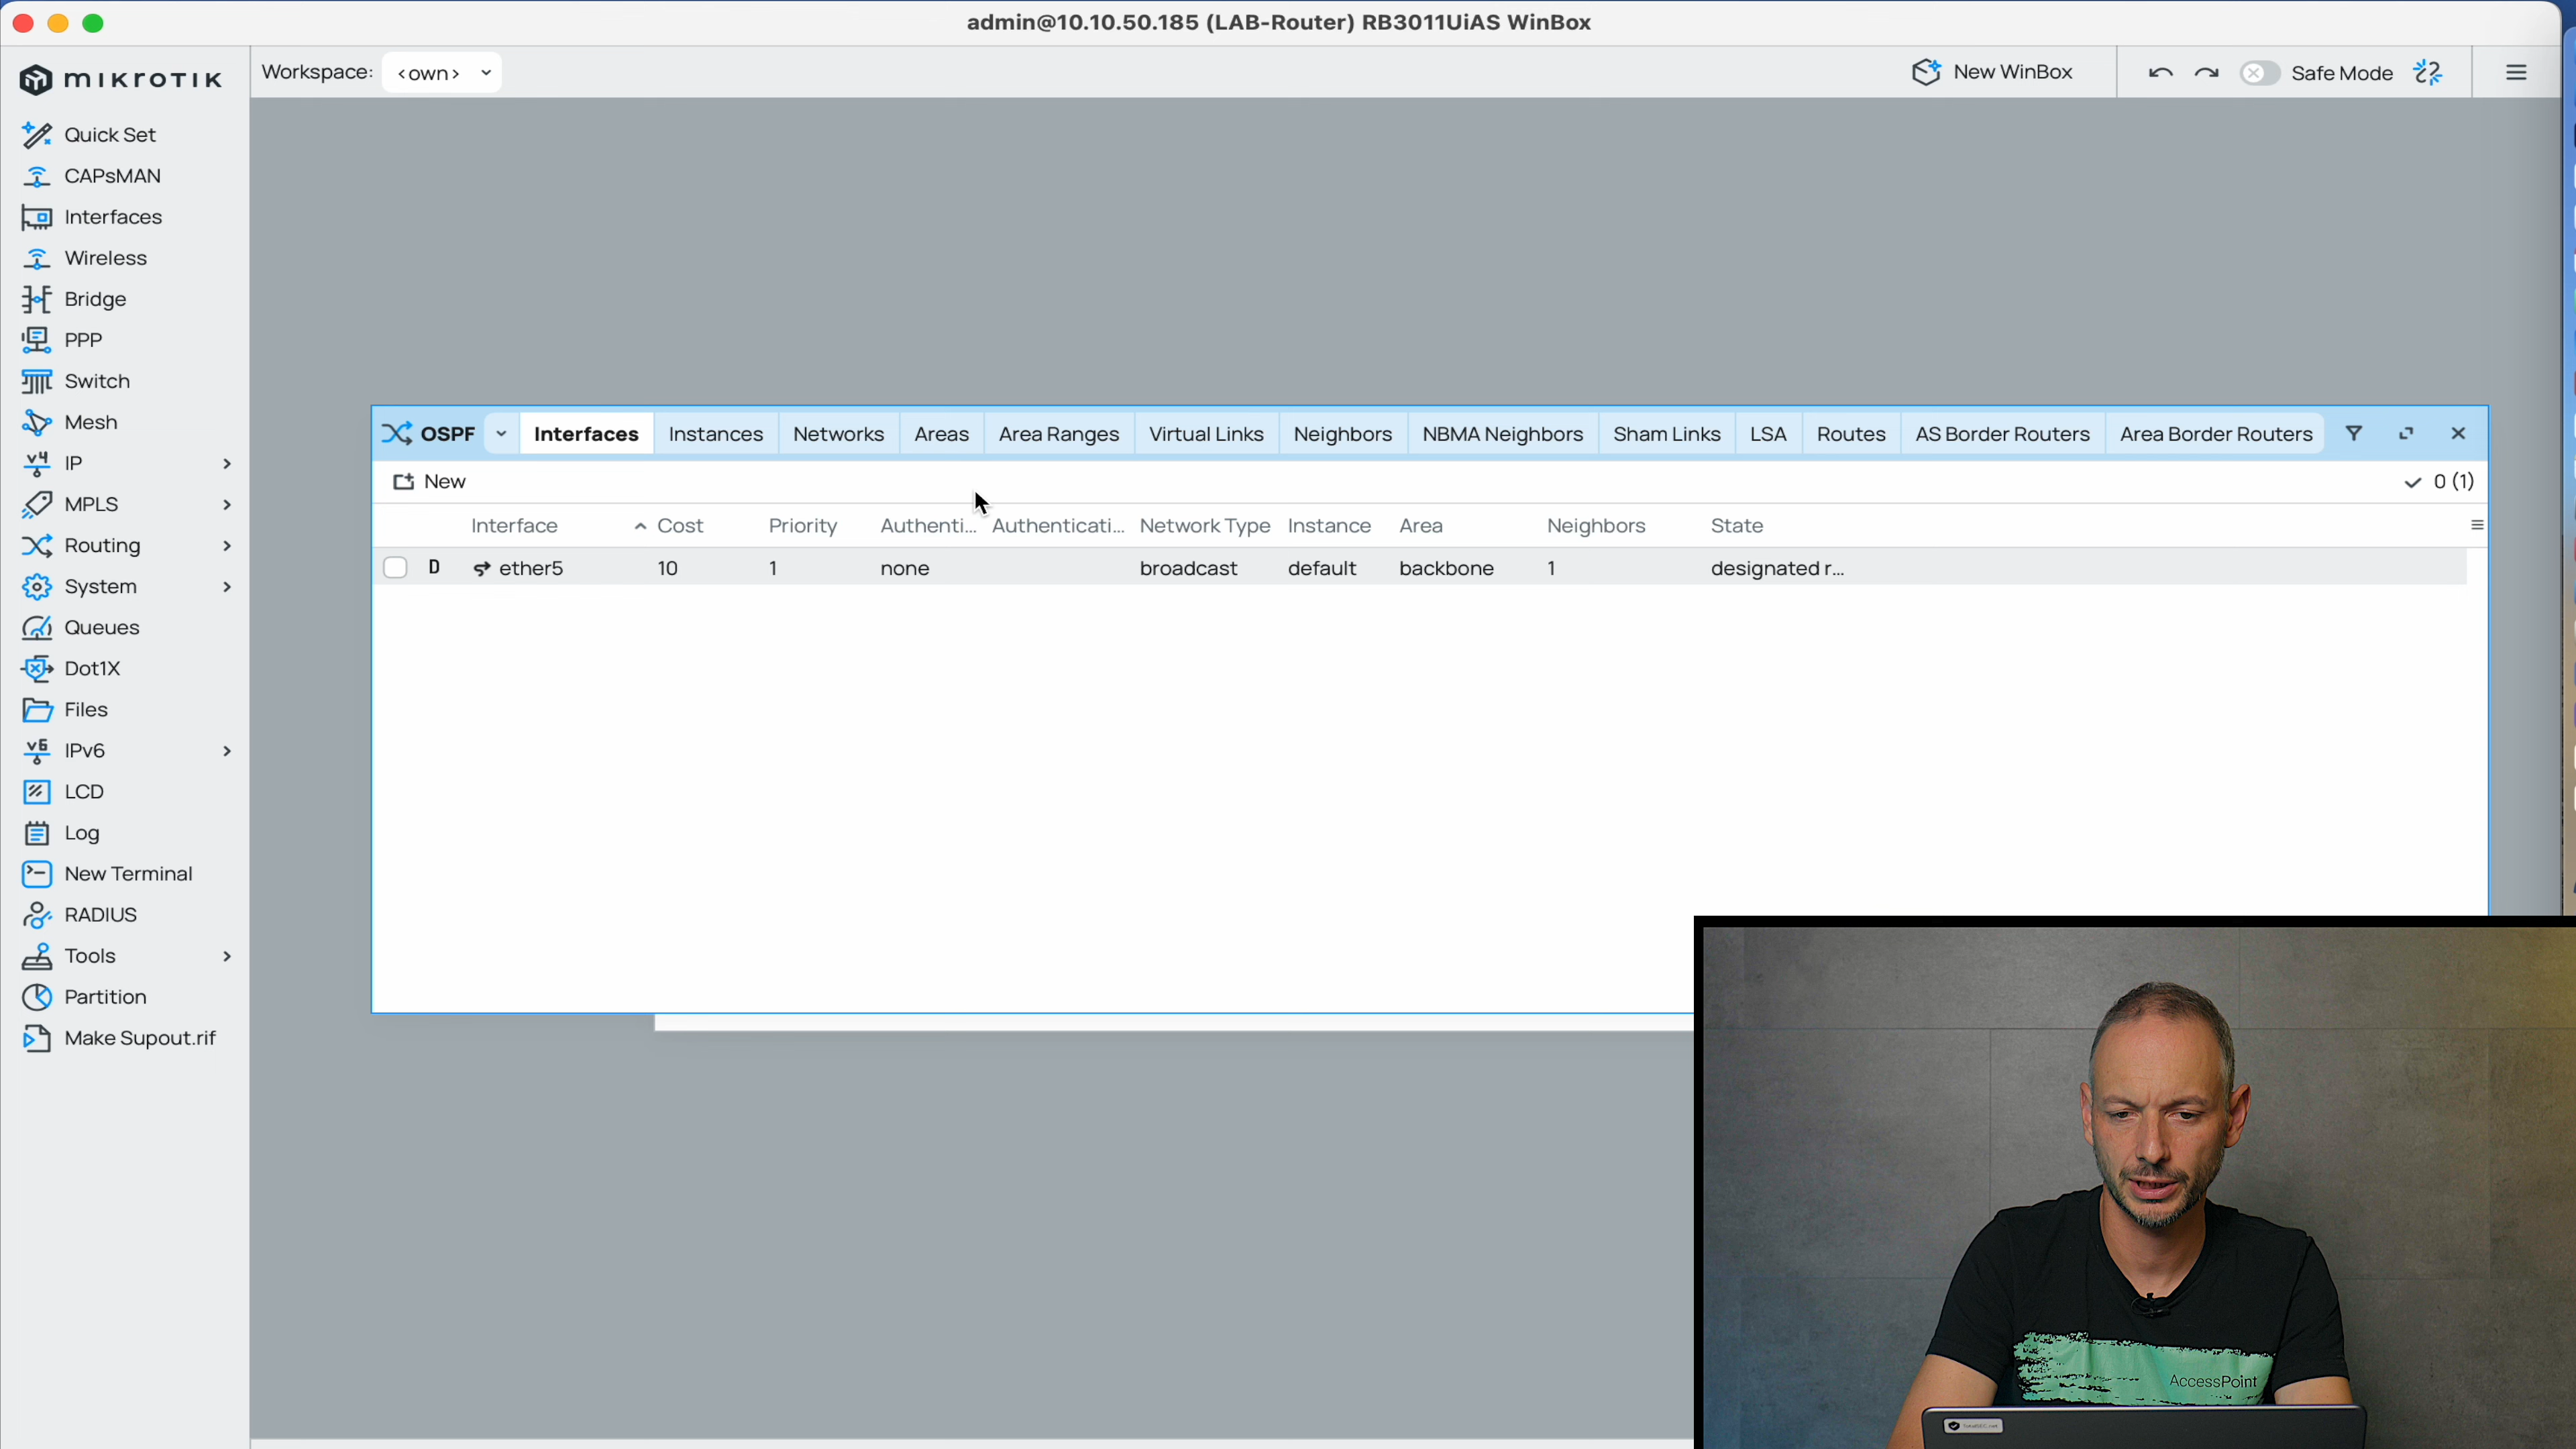 admin@10.10.50.185 (LAB-Router) RB3011UiAS WinBox
mikrotik
Workspace: <own>
New WinBox
Safe Mode
Quick Set
CAPsMAN
Interfaces
Wireless
Bridge
PPP
Switch
Mesh
IP
MPLS
Routing
System
Queues
Dot1X
Files
IPv6
LCD
Log
New Terminal
RADIUS
Tools
Partition
Make Supout.rif
OSPF Interfaces Instances Networks Areas Area Ranges Virtual Links Neighbors NBMA Neighbors Sham Links LSA Routes AS Border Routers Area Border Routers
New 0 (1)
Interface Cost Priority Authenti... Authenticati... Network Type Instance Area Neighbors State
D ether5 10 1 none broadcast default backbone 1 designated r...
AccessPoint